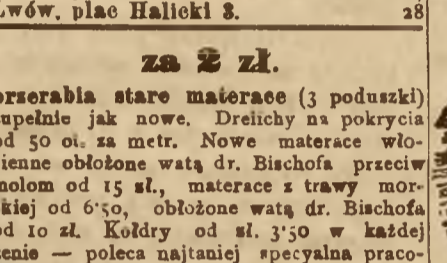 Lwów, plac Halicki 8. 28
za 2 zł.
orzerabia stare materace (3 poduszki)
zupełnie jak nowe. Drelichy na pokrycia
od 50 ct. za metr. Nowe materace wło-
sienne obłożone watą dr. Bischofa przeciw
molom od 15 zł., materace z trawy mor-
skiej od 6·50, obłożone watą dr. Bischofa
od 10 zł. Kołdry od zł. 3·50 w każdej
cenie — poleca najtaniej specyalna praco-